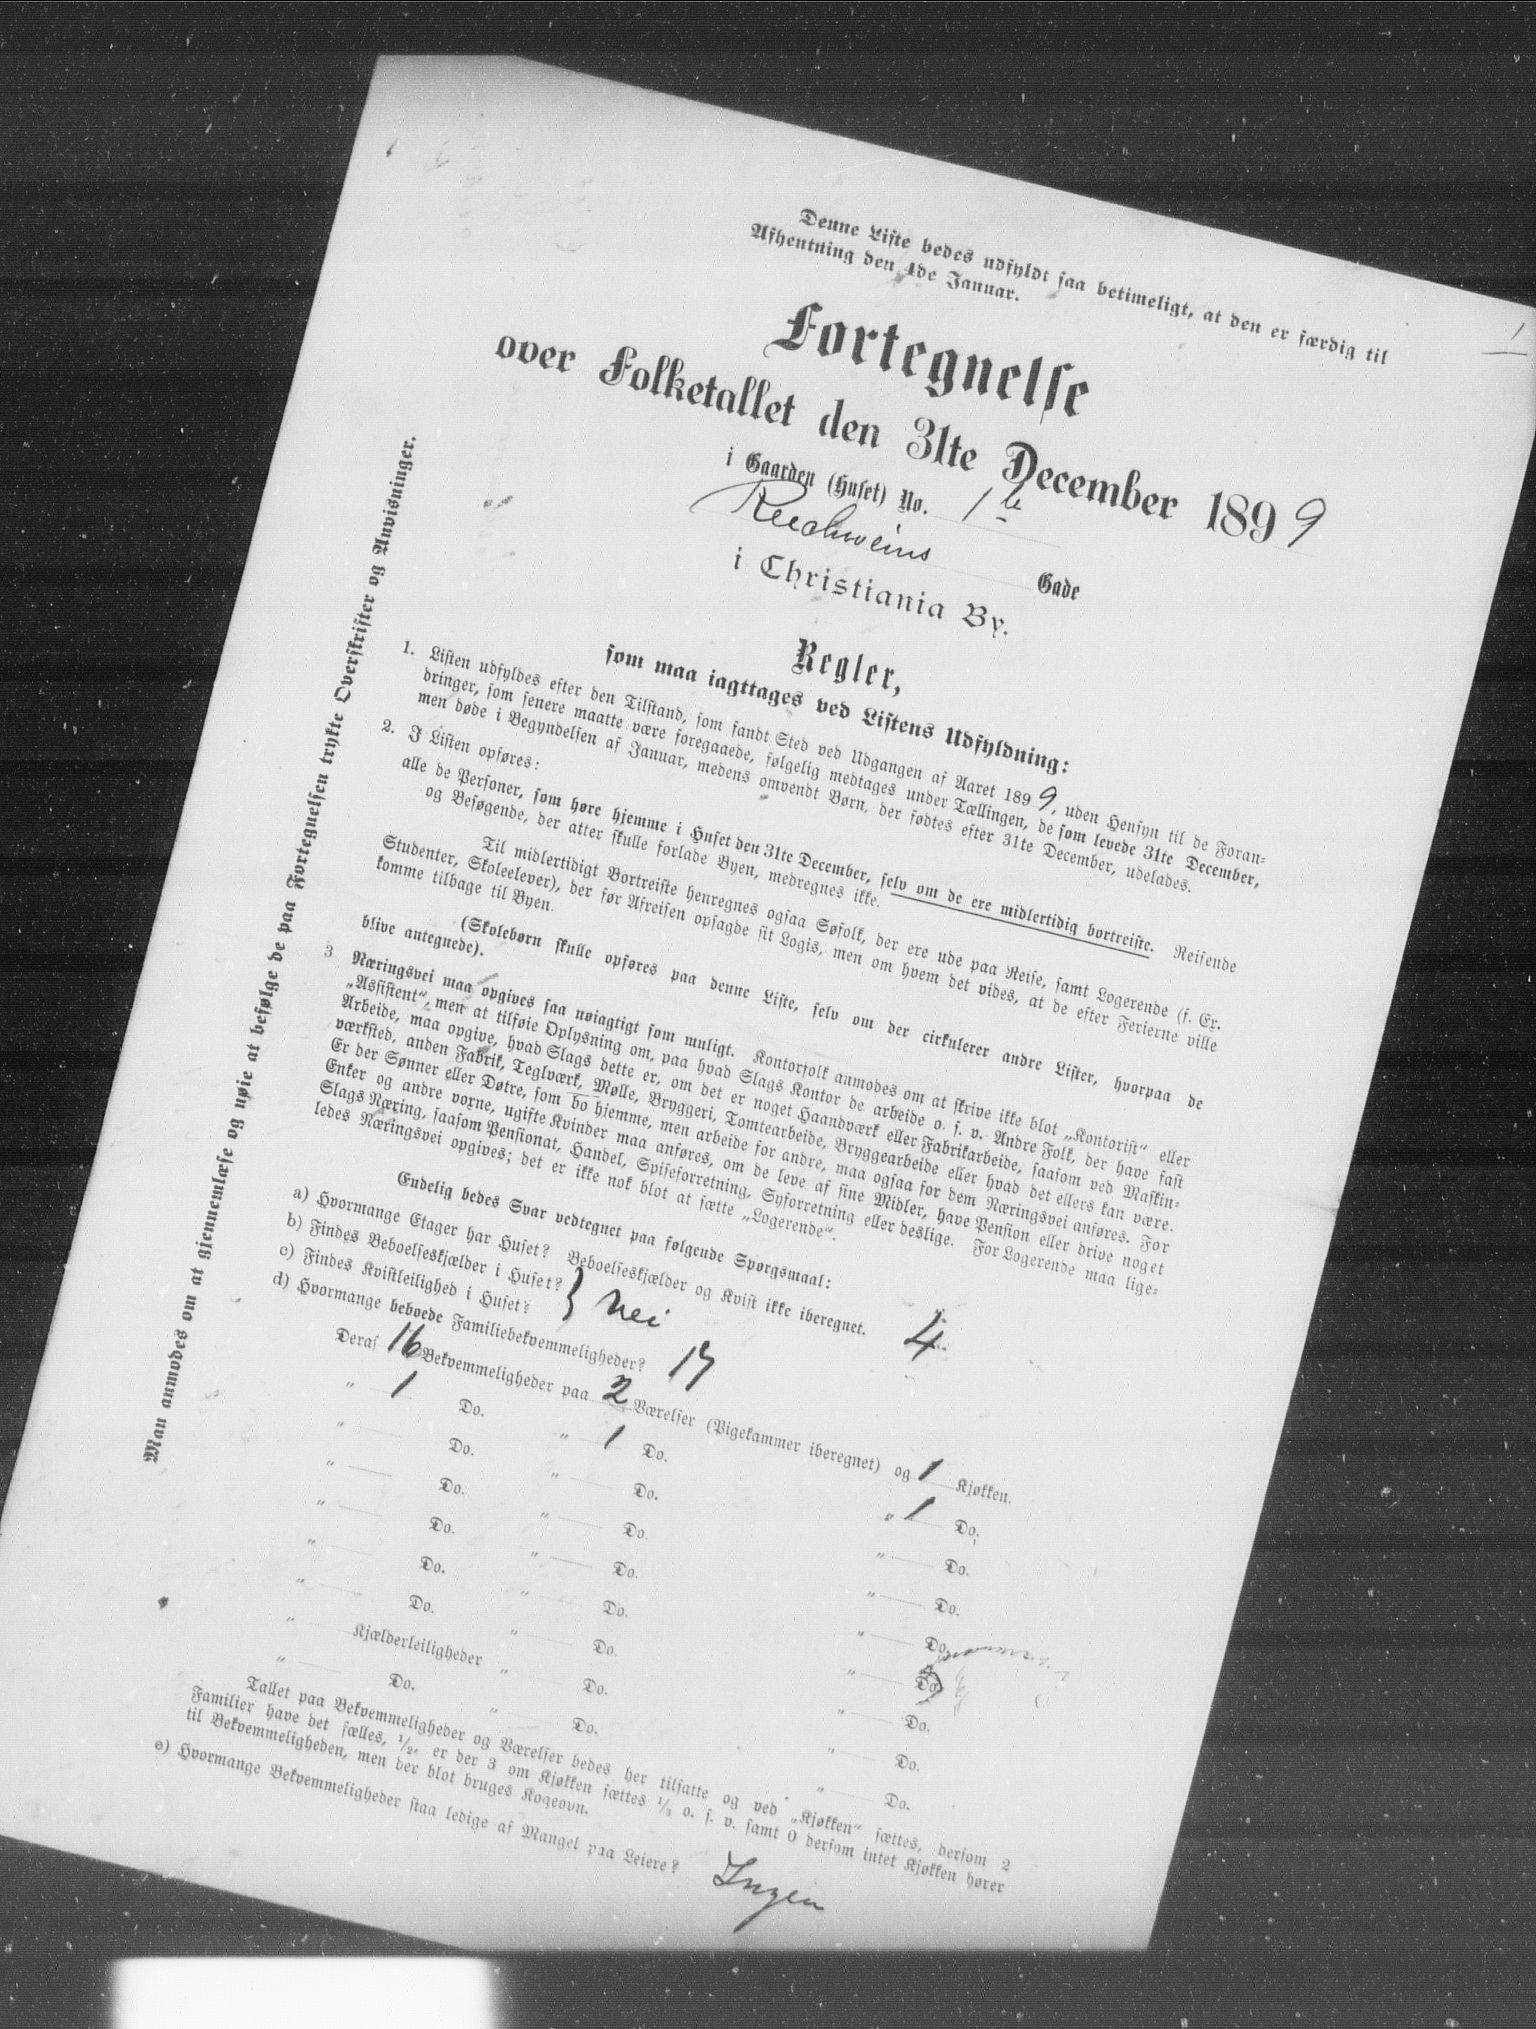 Denne Liste bedes udfyldt saa betimeligt, at den er færdig til
Afhentning den 4de Januar.
1
Fortegnelse
over Folketallet den 31te December 1899
i Gaarden (Huset) No. 1 b
Reichweins Gade
i Christiania By.
Regler,
som maa iagttages ved Listens Udfyldning:
1. Listen udfyldes efter den Tilstand, som fandt Sted ved Udgangen af Aaret 1899, uden Hensyn til de Foran-
dringer, som senere maatte være foregaaede, følgelig medtages under Tællingen, de som levede 31te December,
men døde i Begyndelsen af Januar, medens omvendt Børn, der fødtes efter 31te December, udelades.
2. I Listen opføres:
alle de Personer, som høre hjemme i Huset den 31te December, selv om de ere midlertidig bortreiste. Reisende
og Besøgende, der atter skulle forlade Byen, medregnes ikke.
Til midlertidigt Bortreiste henregnes ogsaa Søfolk, der ere ude paa Reise, samt Logerende (f. Ex.
Studenter, Skoleelever), der før Afreisen opsagde sit Logis, men om hvem det vides, at de efter Ferierne ville
komme tilbage til Byen.
(Skolebørn skulle opføres paa denne Liste, selv om der cirkulerer andre Lister, hvorpaa de
blive antegnede).
3 Næringsvei maa opgives saa nøiagtigt som muligt. Kontorfolk anmodes om at skrive ikke blot „Kontorist“ eller
„Assistent“, men at tilføie Oplysning om, paa hvad Slags Kontor de arbeide o. s. v. Andre Folk, der have fast
Arbeide, maa opgive, hvad Slags dette er, om det er noget Haandværk eller Fabrikarbeide, saasom ved Maskin-
værksted, anden Fabrik, Teglværk, Mølle, Bryggeri, Tomtearbeide, Bryggearbeide eller hvad det ellers kan være.
Er der Sønner eller Døtre, som bo hjemme, men arbeide for andre, maa ogsaa for dem Næringsvei anføres. For
Enker og andre voxne, ugifte Kvinder maa anføres, om de leve af sine Midler, have Pension eller drive noget
Slags Næring, saasom Pensionat, Handel, Spiseforretning, Syforretning eller deslige. For Logerende maa lige-
ledes Næringsvei opgives; det er ikke nok blot at sætte „Logerende“.
Endelig bedes Svar vedtegnet paa følgende Spørgsmaal:
a) Hvormange Etager har Huset? Beboelseskjælder og Kvist ikke iberegnet. 4
b) Findes Beboelseskjælder i Huset?
c) Findes Kvistleilighed i Huset? } Nei
d) Hvormange beboede Familiebekvemmeligheder? 17
Deraf 16 Bekvemmeligheder paa 2 Værelser (Pigekammer iberegnet) og 1 Kjøkken.
„ 1 Do. „ 1 Do. „ 1 Do.
„ Do. „ Do. „ Do.
„ Do. „ Do. „ Do.
„ Do. „ Do. „ Do.
„ Do. „ Do. „ Do.
„ Do. „ Do. „ Do.
„ Kjælderleiligheder „ Do. „ Do.
„ Do. „ Do. „ Do.
Tallet paa Bekvemmeligheder og Værelser bedes her tilsatte og ved „Kjøkken“ sættes, dersom 2
Familier have det fælles, 1/2, er der 3 om Kjøkken sættes 1/3 o. s. v. samt 0 dersom intet Kjøkken hører
til Bekvemmeligheden, men der blot bruges Kogeovn.
e) Hvormange Bekvemmeligheder staa ledige af Mangel paa Leiere? Ingen
Man anmodes om at gjennemlæse og nøie at befølge de paa Fortegnelsen trykte Overskrifter og Anvisninger.